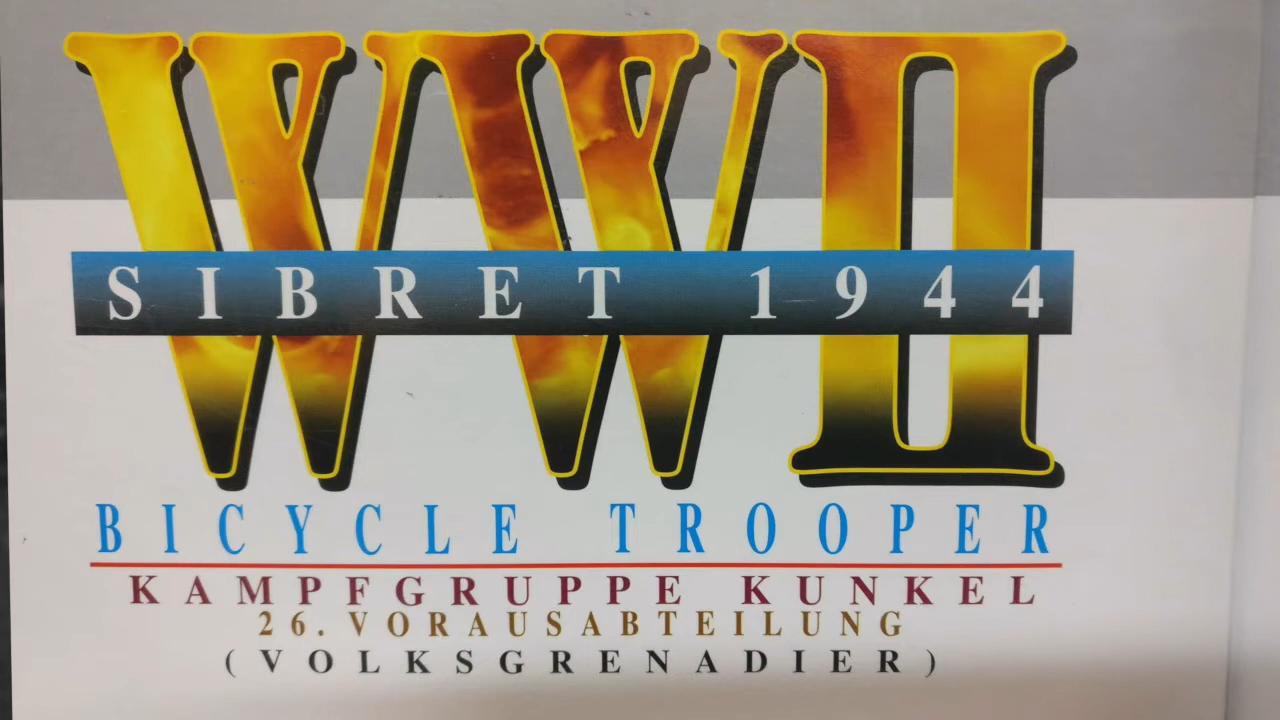 WWII
SIBRET 1944
BICYCLE TROOPER
KAMPFGRUPPE KUNKEL
26. VORAUSABTEILUNG
(VOLKSGRENADIER)